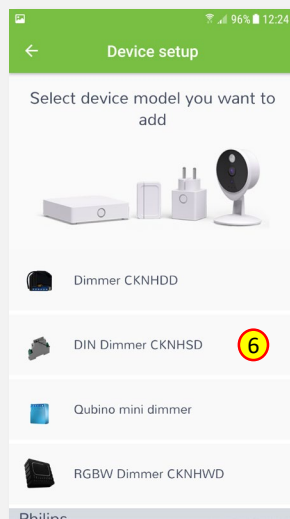 96% 12:24
Device setup
Select device model you want to
add
Dimmer CKNHDD
DIN Dimmer CKNHSD
6
Qubino mini dimmer
RGBW Dimmer CKNHWD
Philips